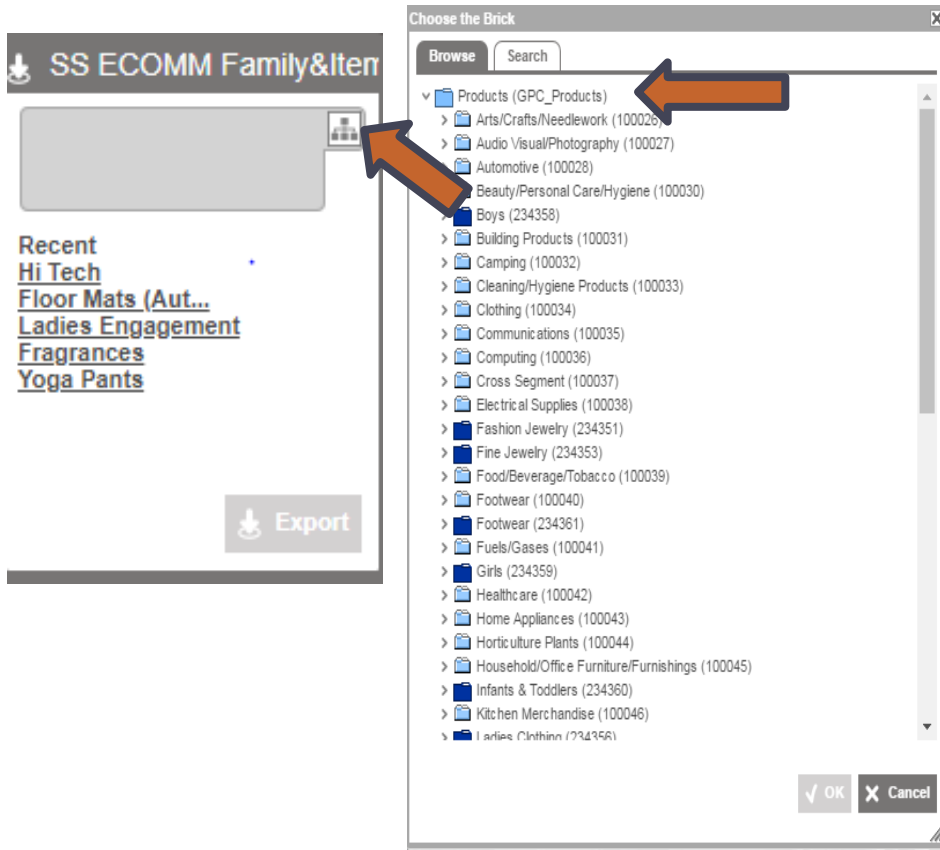 SS ECOMM Family&Item
Recent
Hi Tech
Floor Mats (Aut...
Ladies Engagement
Fragrances
Yoga Pants
Export
Choose the Brick
Browse
Search
Products (GPC_Products)
Arts/Crafts/Needlework (100026)
Audio Visual/Photography (100027)
Automotive (100028)
Beauty/Personal Care/Hygiene (100030)
Boys (234358)
Building Products (100031)
Camping (100032)
Cleaning/Hygiene Products (100033)
Clothing (100034)
Communications (100035)
Computing (100036)
Cross Segment (100037)
Electrical Supplies (100038)
Fashion Jewelry (234351)
Fine Jewelry (234353)
Food/Beverage/Tobacco (100039)
Footwear (100040)
Footwear (234361)
Fuels/Gases (100041)
Girls (234359)
Healthcare (100042)
Home Appliances (100043)
Horticulture Plants (100044)
Household/Office Furniture/Furnishings (100045)
Infants & Toddlers (234360)
Kitchen Merchandise (100046)
Ladies Clothing (234356)
OK
Cancel